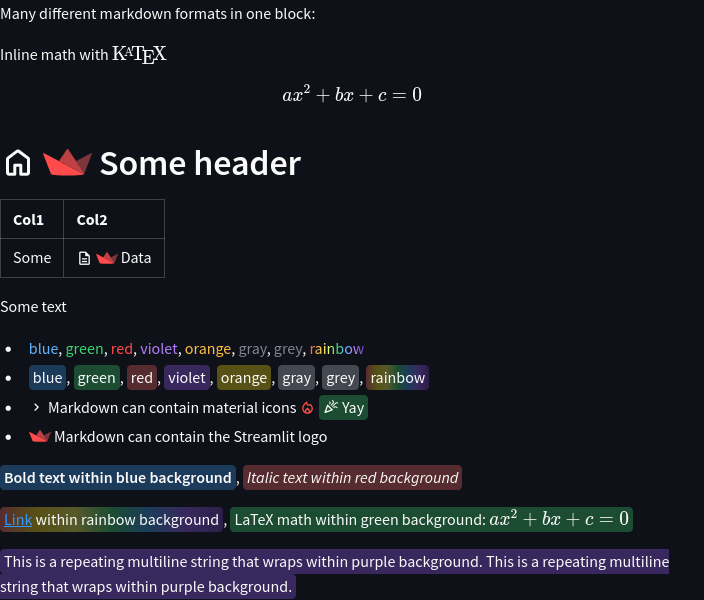 Many different markdown formats in one block:
Inline math with KATEX
ax² + bx + c = 0
Some header
Col1 Col2
Some Data
Some text
blue, green, red, violet, orange, gray, grey, rainbow
blue, green, red, violet, orange, gray, grey, rainbow
Markdown can contain material icons Yay
Markdown can contain the Streamlit logo
Bold text within blue background, Italic text within red background
Link within rainbow background, LaTeX math within green background: ax² + bx + c = 0
This is a repeating multiline string that wraps within purple background. This is a repeating multiline
string that wraps within purple background.